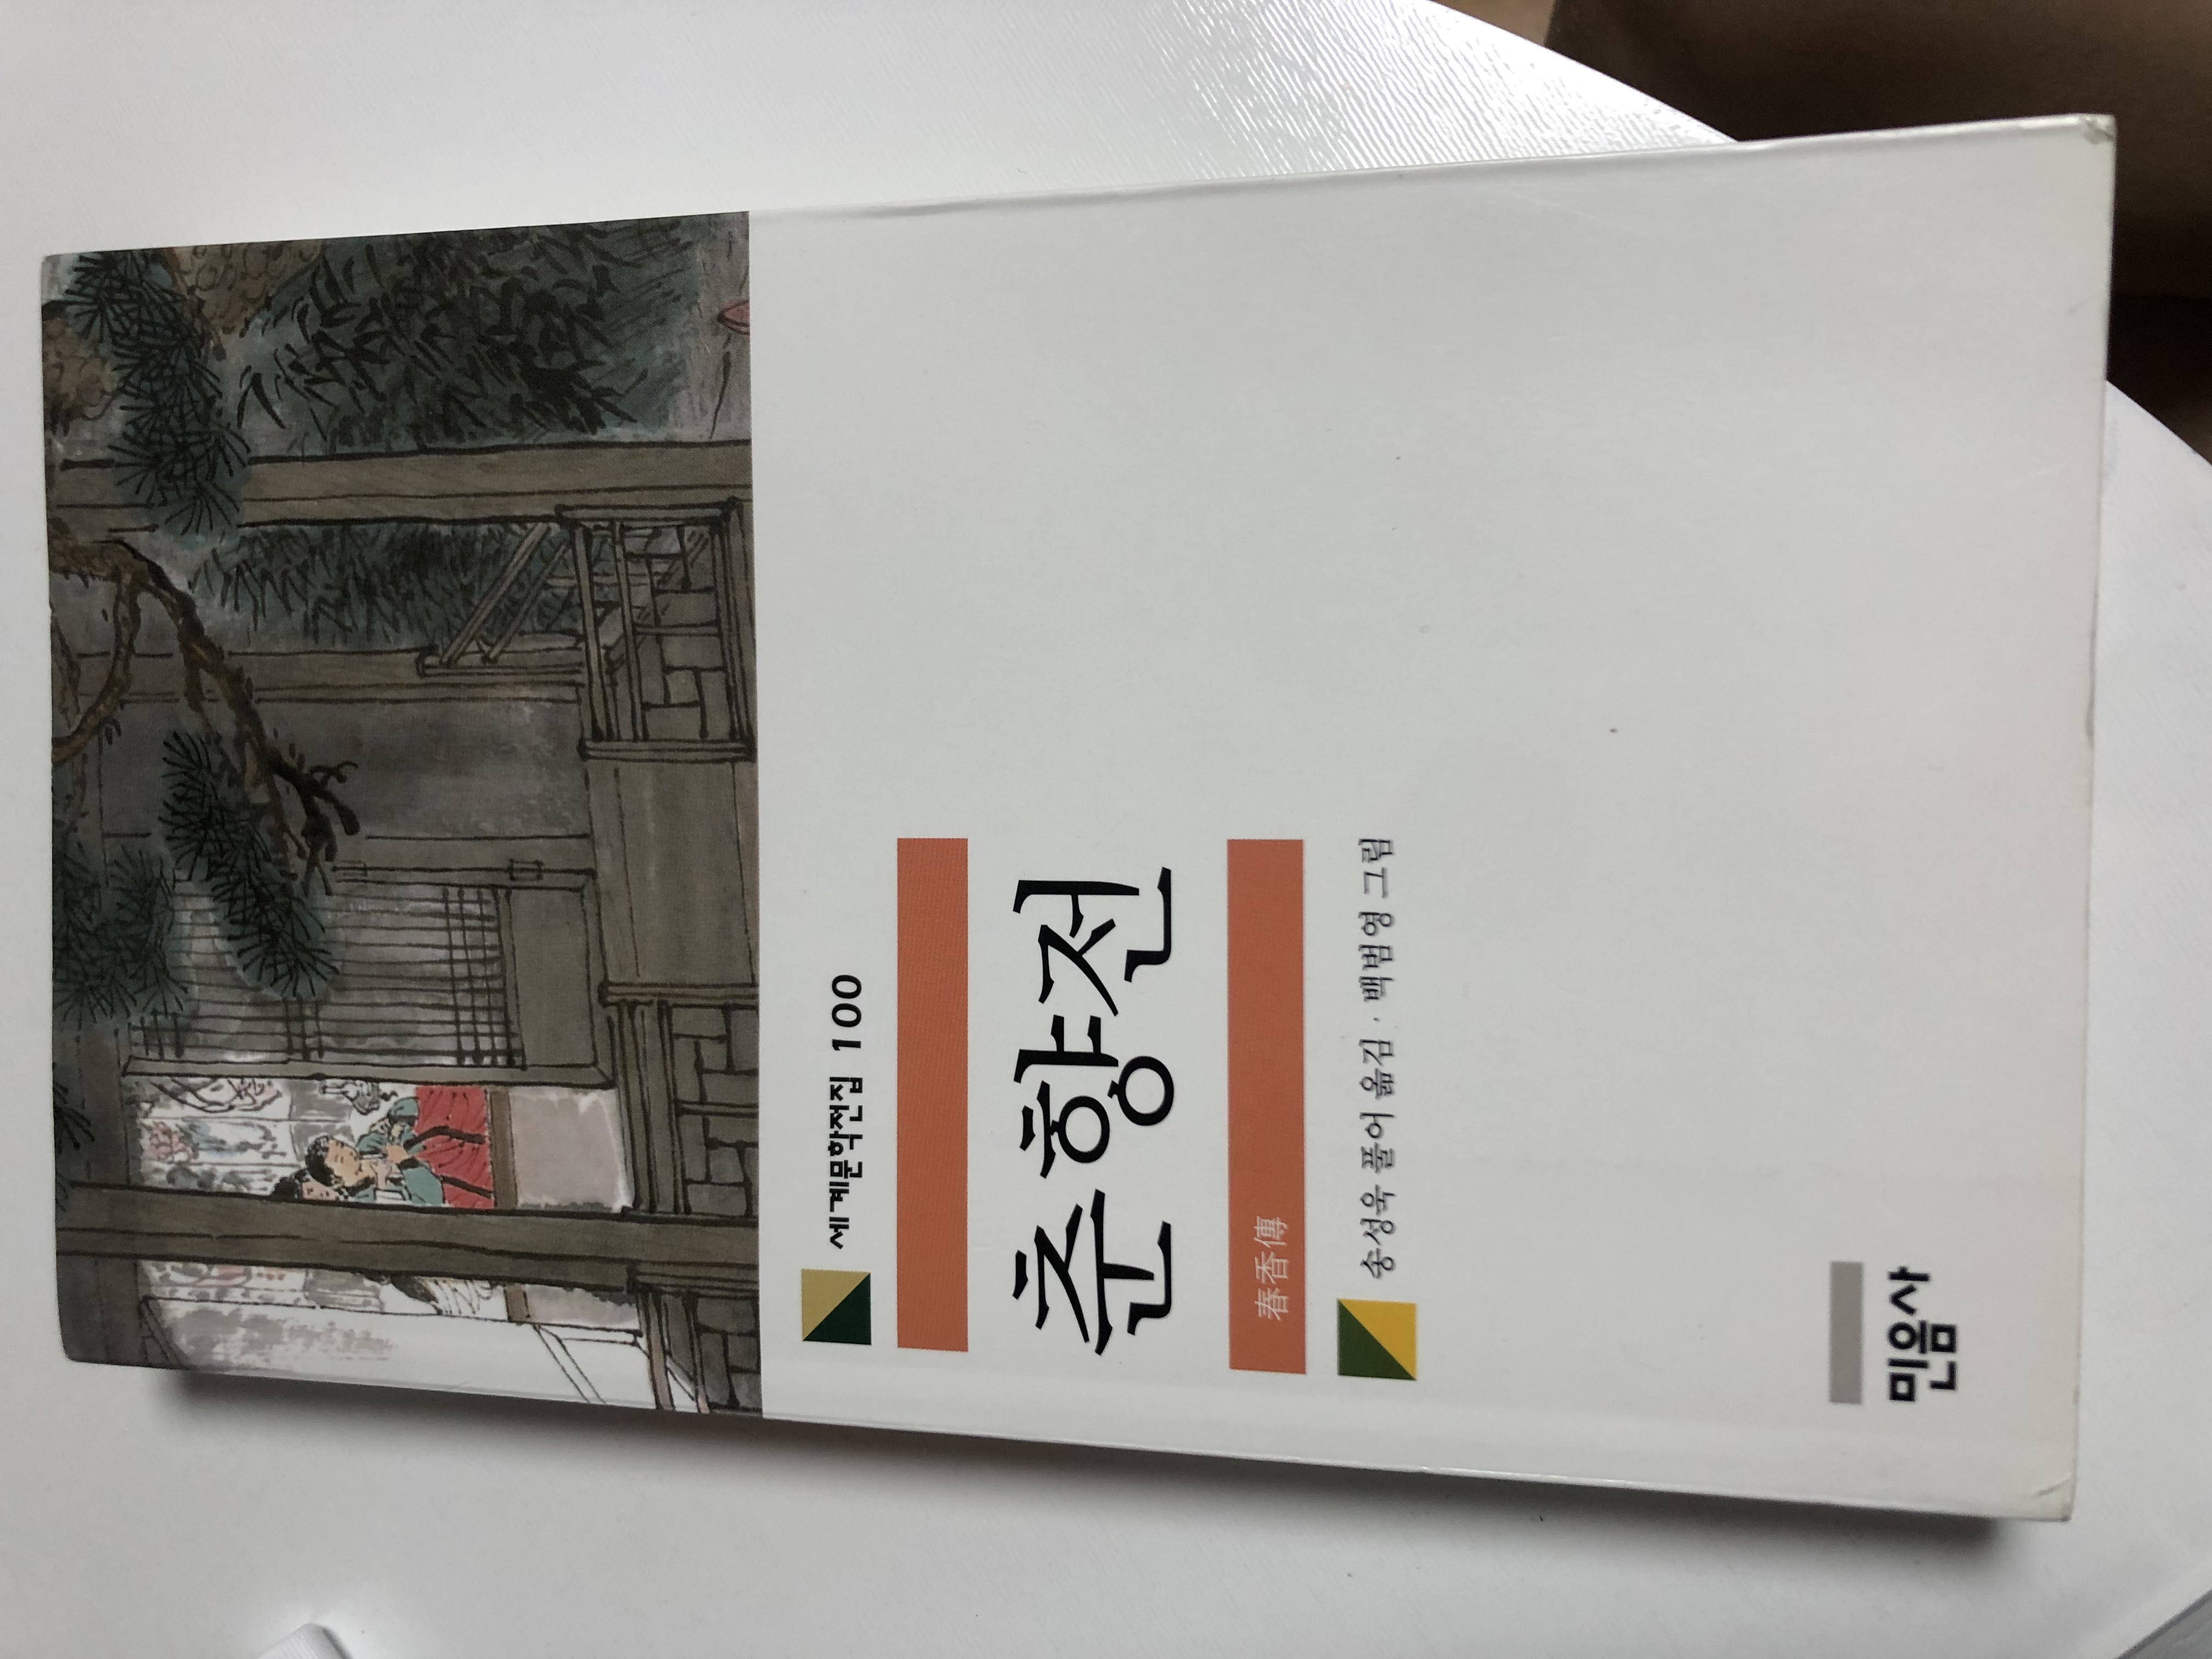 세계문학전집 100
춘향전
春香傳
송성욱 풀어 옮김 · 백범영 그림
민음사